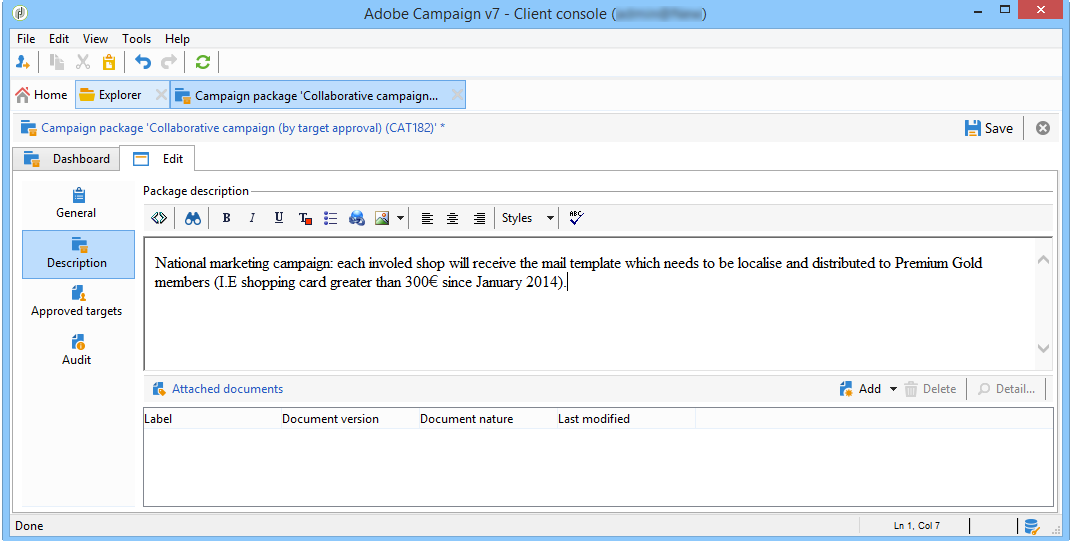 Adobe Campaign v7 - Client console ( )
File Edit View Tools Help
Home Explorer Campaign package 'Collaborative campaign...
Campaign package 'Collaborative campaign (by target approval) (CAT182)' * Save
Dashboard Edit
General
Description
Approved targets
Audit
Package description
B I U T Styles ABC
National marketing campaign: each involed shop will receive the mail template which needs to be localise and distributed to Premium Gold
members (I.E shopping card greater than 300€ since January 2014).
Attached documents Add Delete Detail...
Label Document version Document nature Last modified
Done Ln 1, Col 7